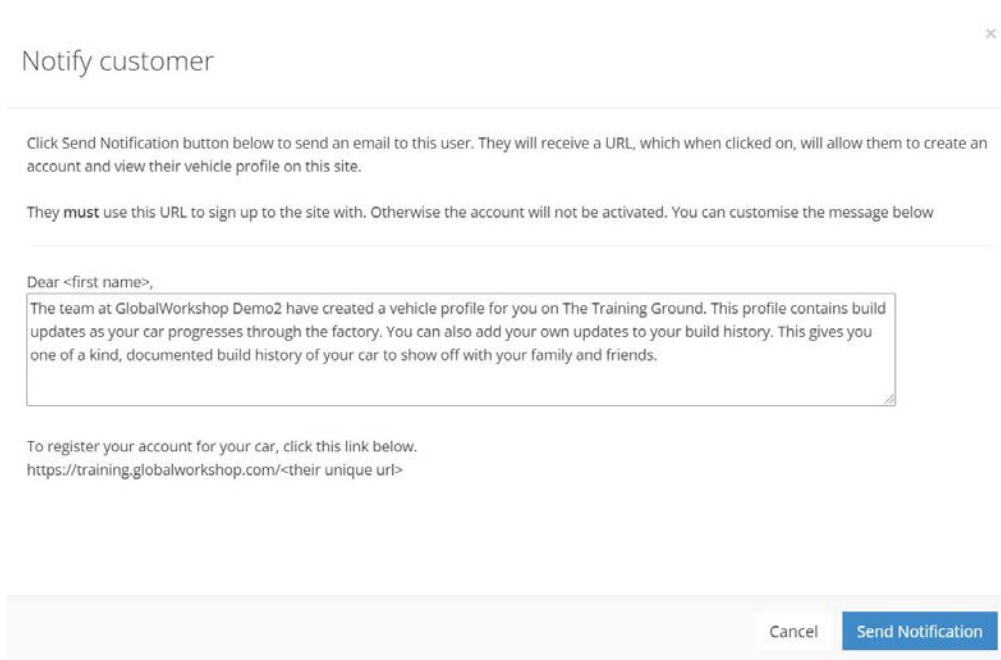 ×
Notify customer
Click Send Notification button below to send an email to this user. They will receive a URL, which when clicked on, will allow them to create an
account and view their vehicle profile on this site.
They must use this URL to sign up to the site with. Otherwise the account will not be activated. You can customise the message below
Dear <first name>,
The team at GlobalWorkshop Demo2 have created a vehicle profile for you on The Training Ground. This profile contains build
updates as your car progresses through the factory. You can also add your own updates to your build history. This gives you
one of a kind, documented build history of your car to show off with your family and friends.
To register your account for your car, click this link below.
https://training.globalworkshop.com/<their unique url>
Cancel Send Notification